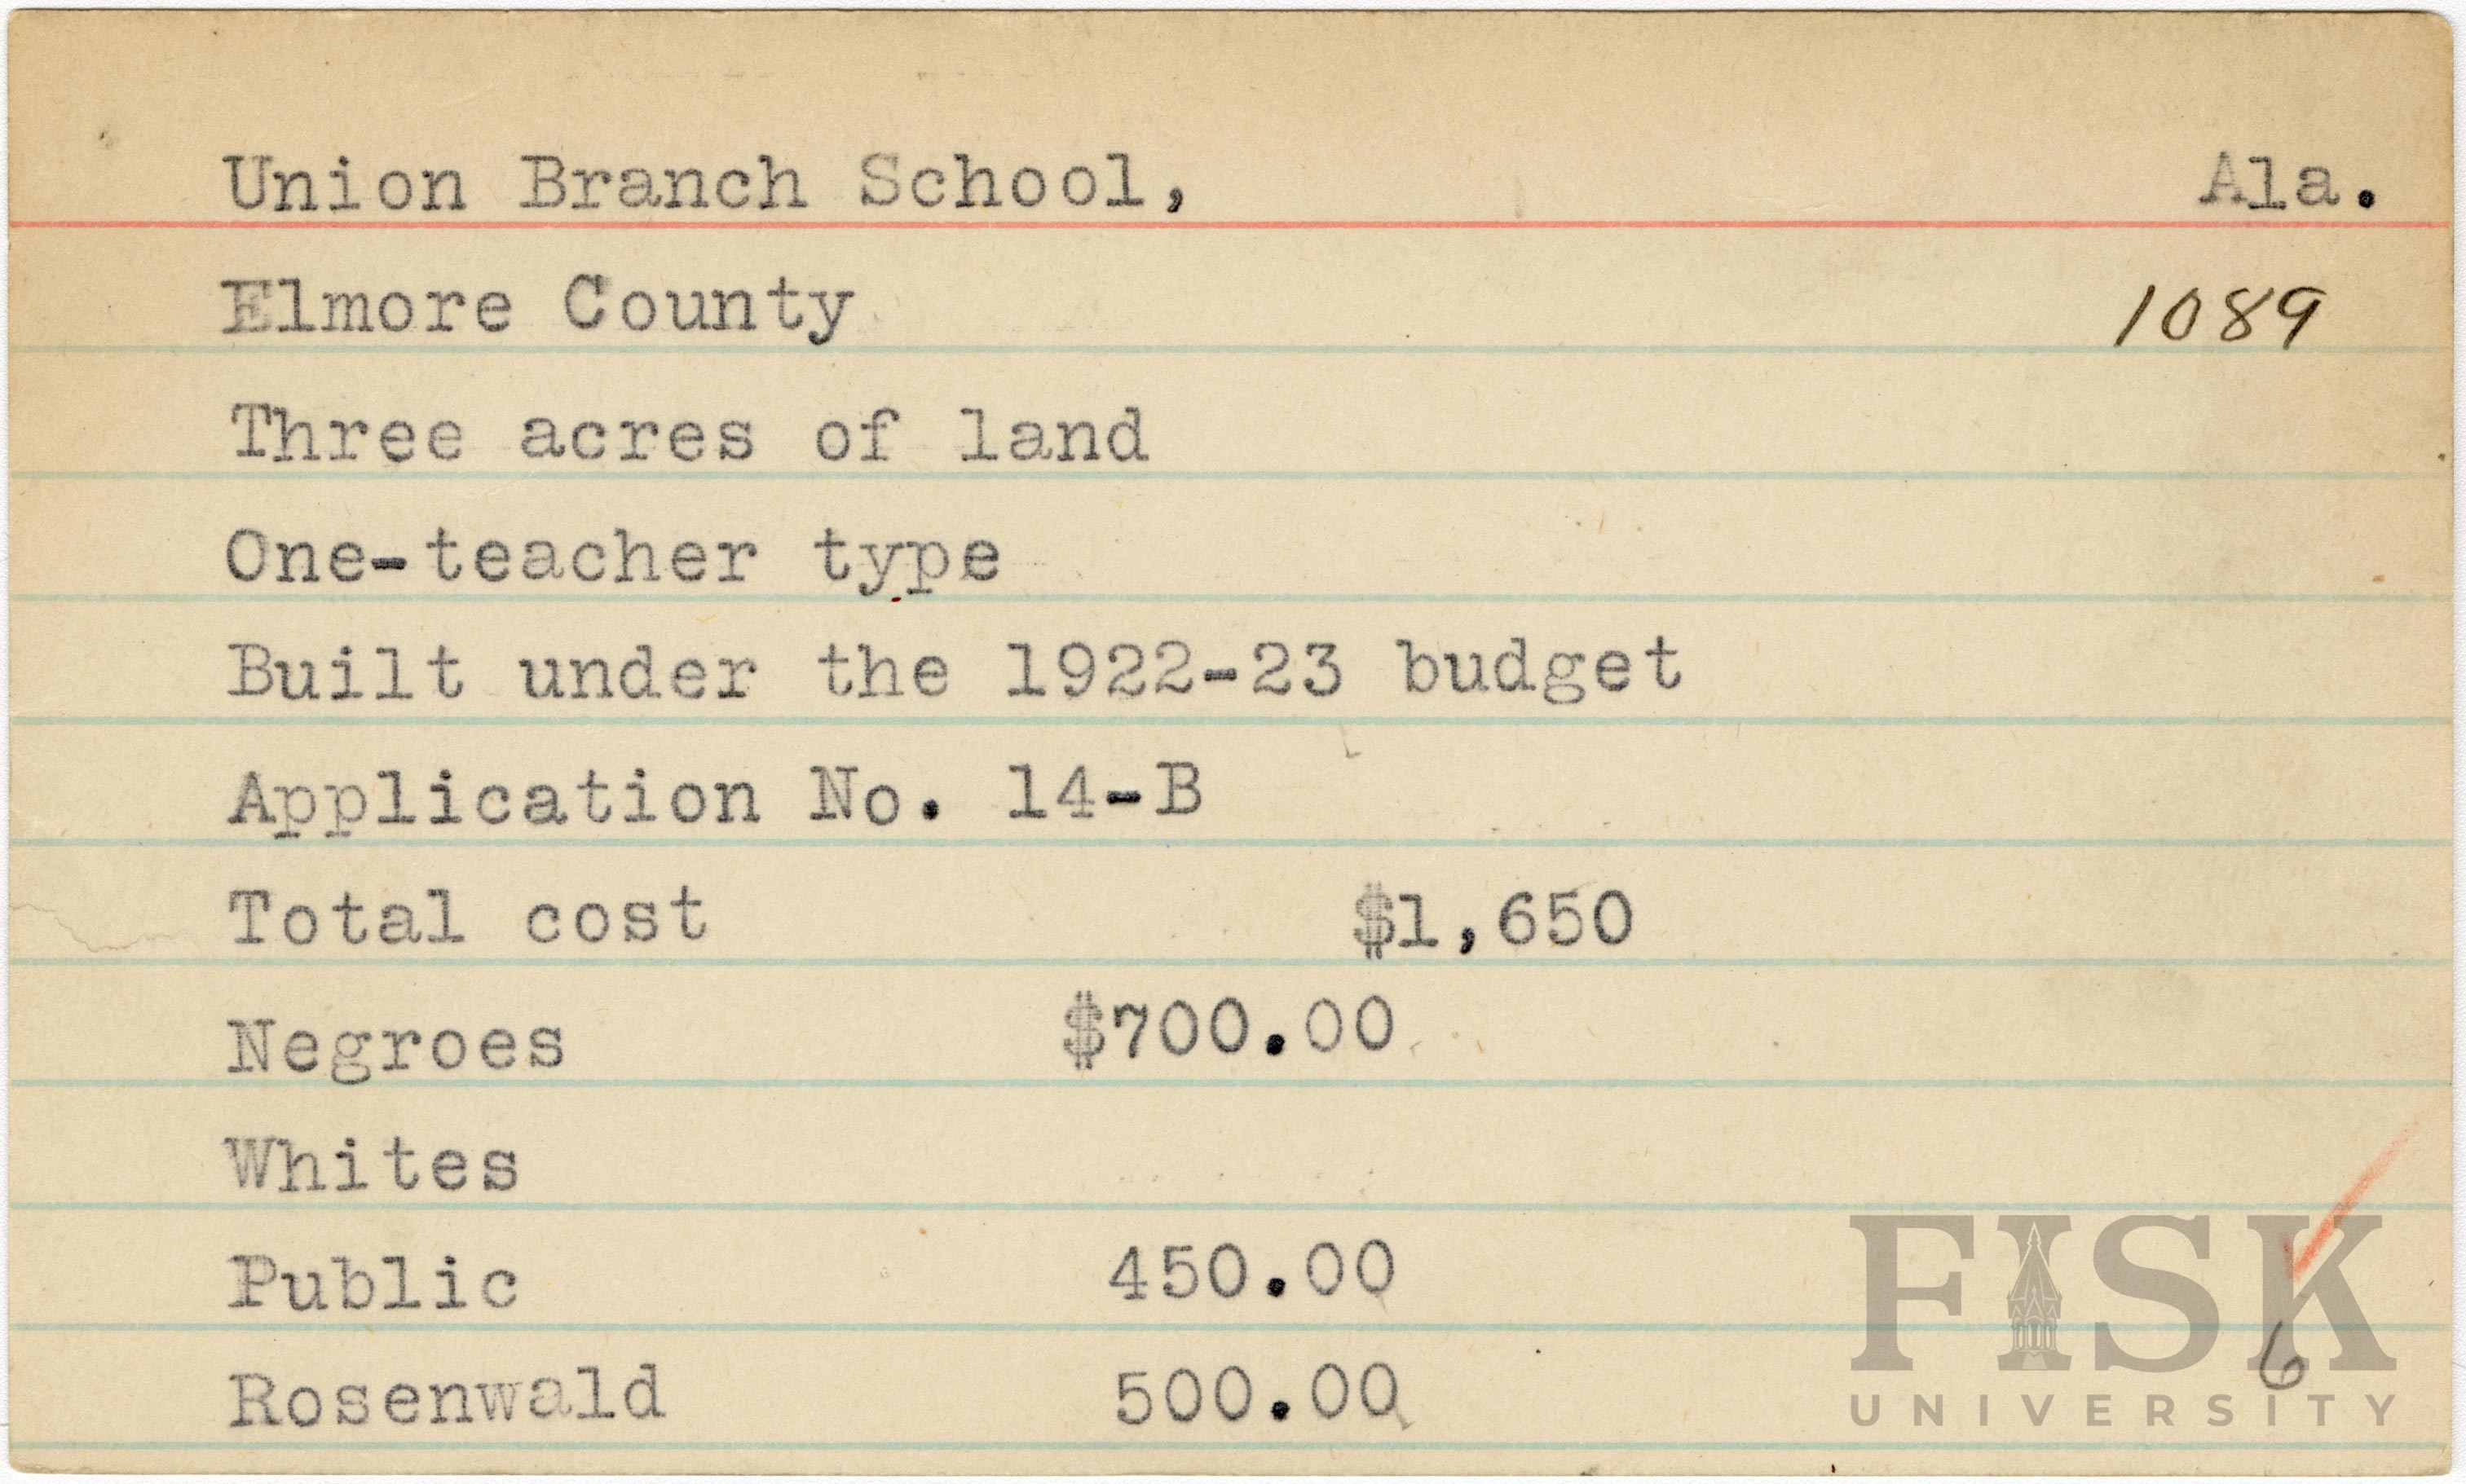 Union Branch School, Ala.
Elmore County 1089
Three acres of land
One-teacher type
Built under the 1922-23 budget
Application No. 14-B
Total cost $1,650
Negroes $700.00
Whites
Public 450.00
Rosenwald 500.00
6
FISK
UNIVERSITY